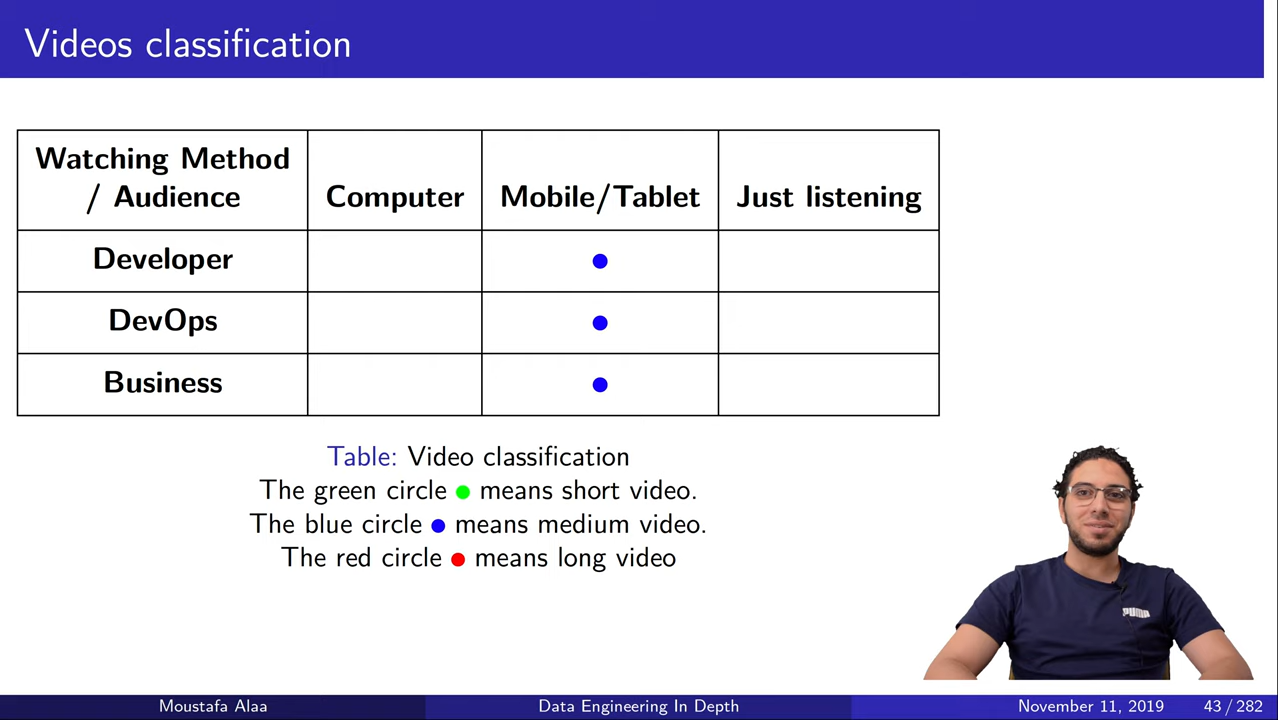 Videos classification
Watching Method
/ Audience
Computer
Mobile/Tablet
Just listening
Developer
DevOps
Business
Table: Video classification
The green circle ● means short video.
The blue circle ● means medium video.
The red circle ● means long video
PUMA
Moustafa Alaa
Data Engineering In Depth
November 11, 2019
43 / 282